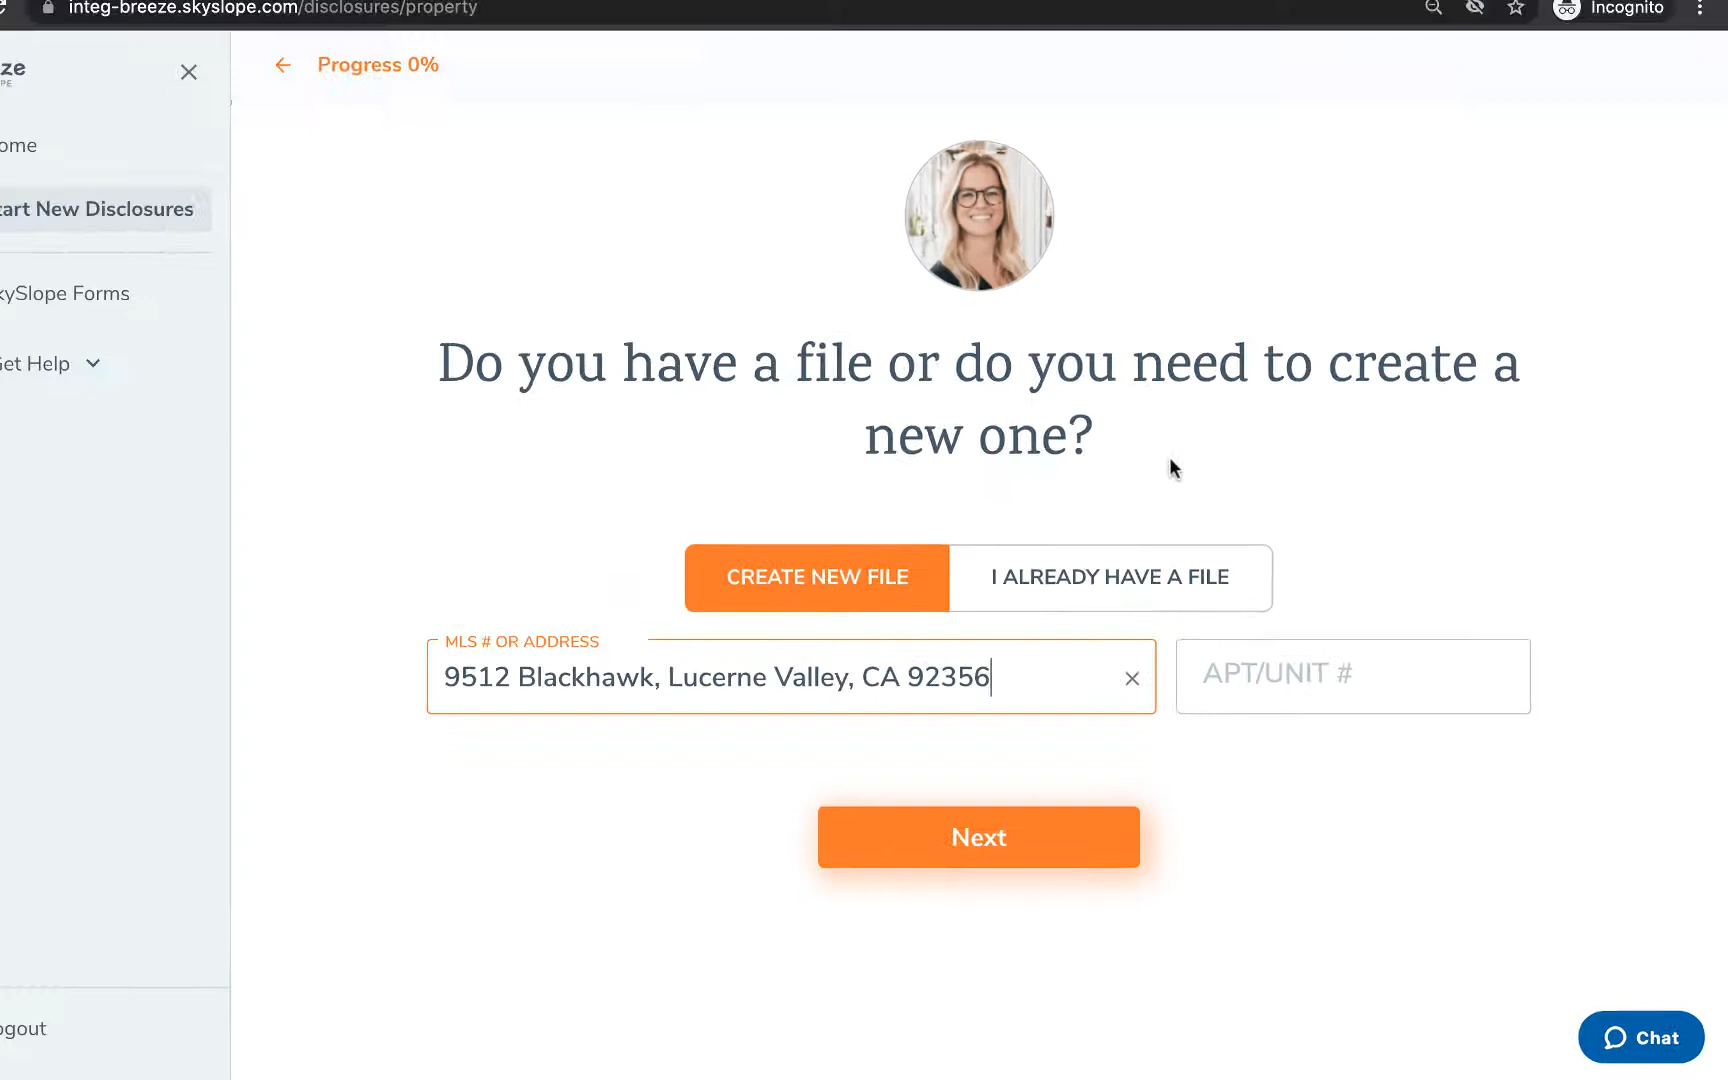 integ-breeze.skyslope.com/disclosures/property
Incognito
ze
PE
Progress 0%
ome
tart New Disclosures
kySlope Forms
Get Help
Do you have a file or do you need to create a
new one?
CREATE NEW FILE
I ALREADY HAVE A FILE
MLS # OR ADDRESS
9512 Blackhawk, Lucerne Valley, CA 92356
APT/UNIT #
Next
ogout
Chat